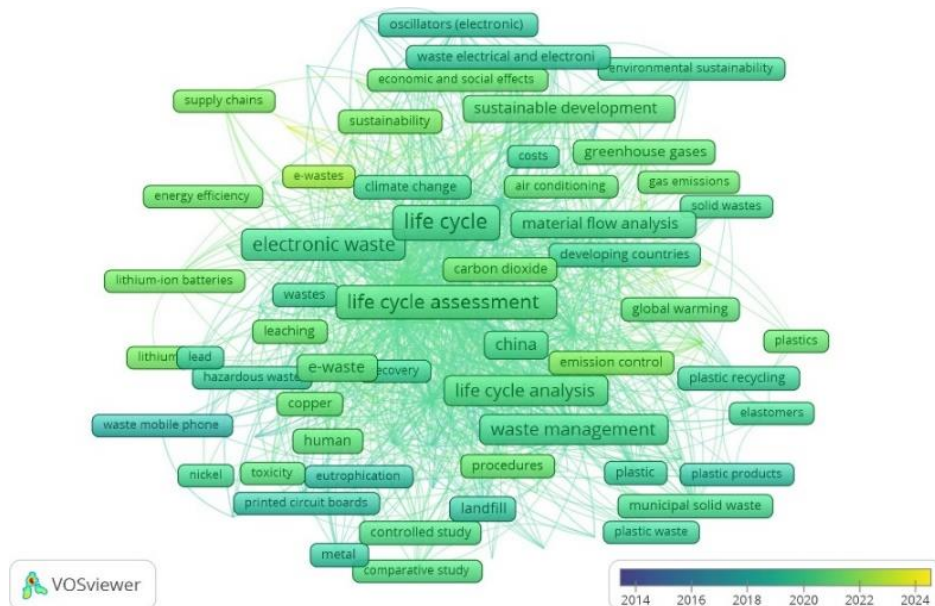 oscillators (electronic)
waste electrical and electroni
environmental sustainability
economic and social effects
supply chains
sustainable development
sustainability
costs
greenhouse gases
e-wastes
climate change
air conditioning
gas emissions
energy efficiency
solid wastes
life cycle
material flow analysis
electronic waste
developing countries
carbon dioxide
lithium-ion batteries
wastes
life cycle assessment
global warming
leaching
china
plastics
lithium
lead
e-waste
ecovery
emission control
hazardous waste
life cycle analysis
plastic recycling
copper
elastomers
waste mobile phone
human
waste management
nickel
toxicity
eutrophication
procedures
plastic
plastic products
printed circuit boards
landfill
municipal solid waste
controlled study
plastic waste
metal
comparative study
VOSviewer
2014 2016 2018 2020 2022 2024